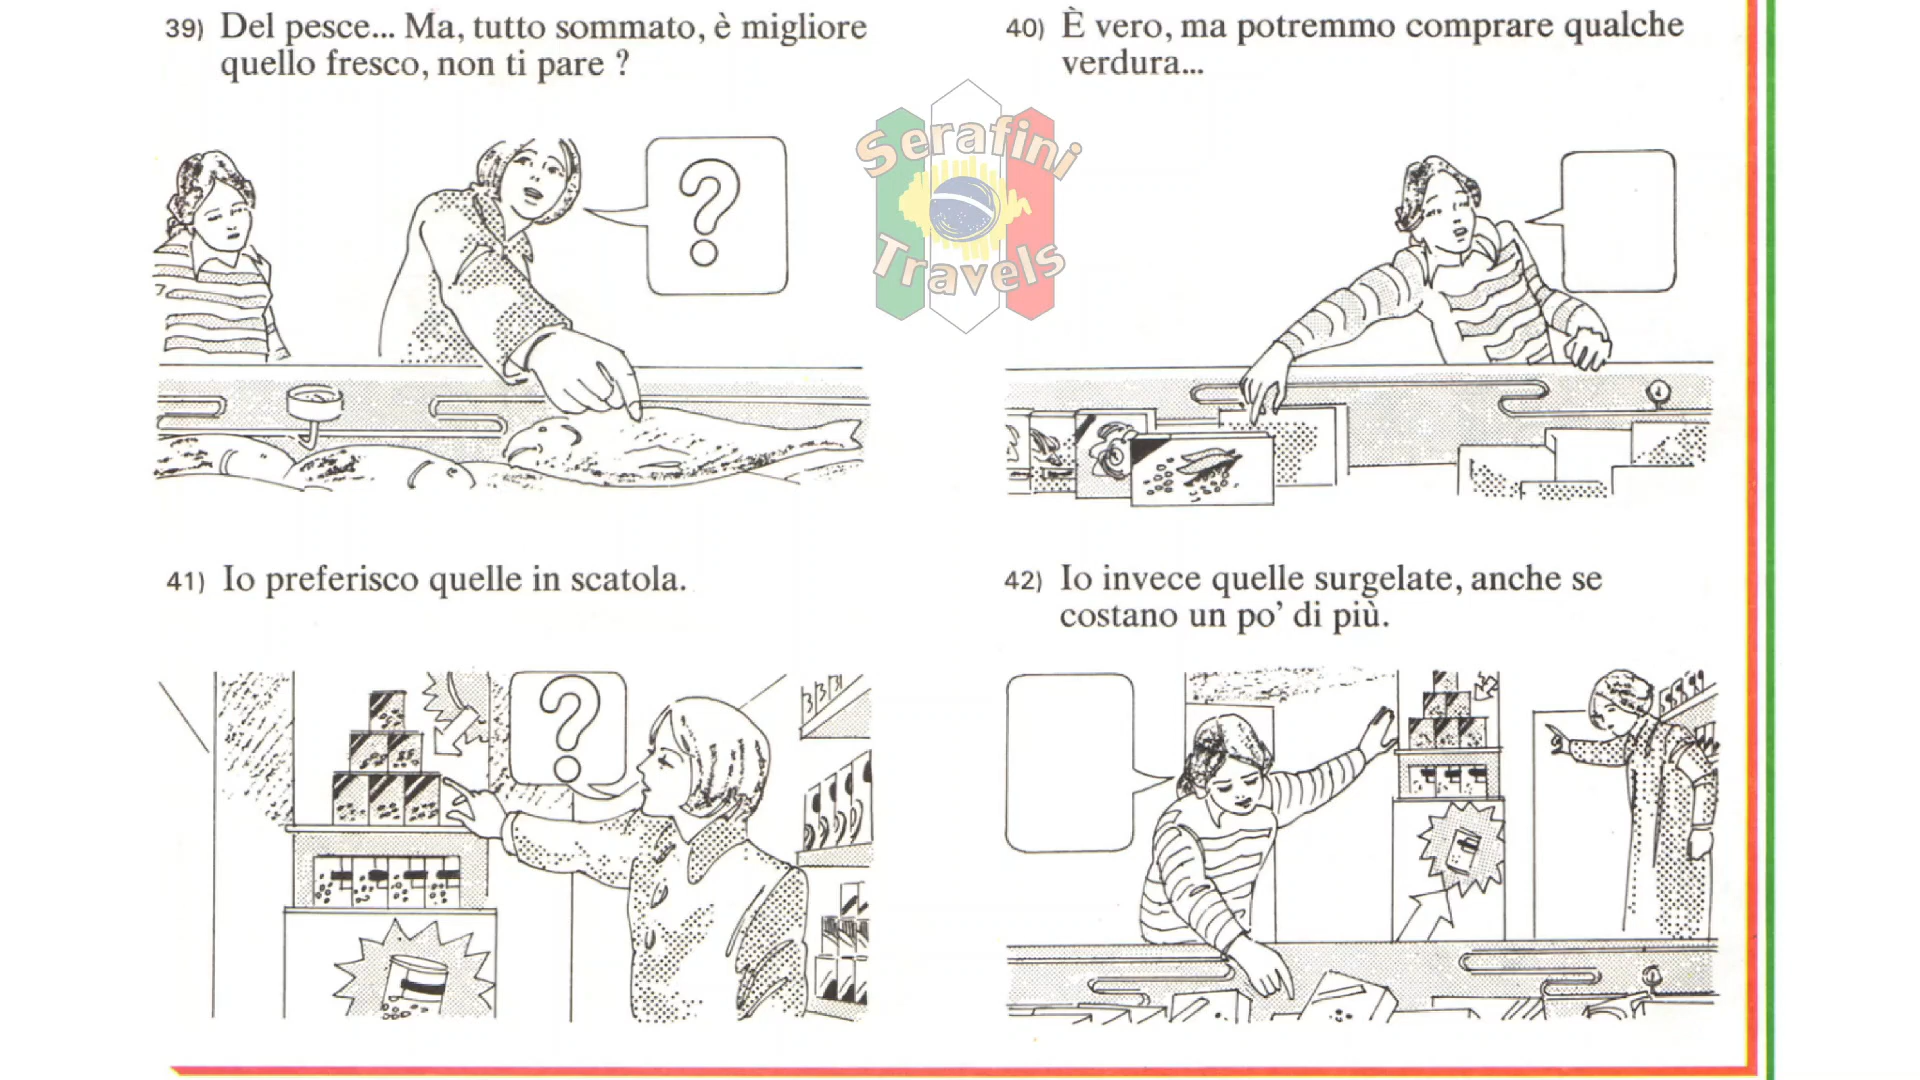 39) Del pesce... Ma, tutto sommato, è migliore
quello fresco, non ti pare ?
40) È vero, ma potremmo comprare qualche
verdura...
Serafini
Travels
?
41) Io preferisco quelle in scatola.
42) Io invece quelle surgelate, anche se
costano un po’ di più.
?